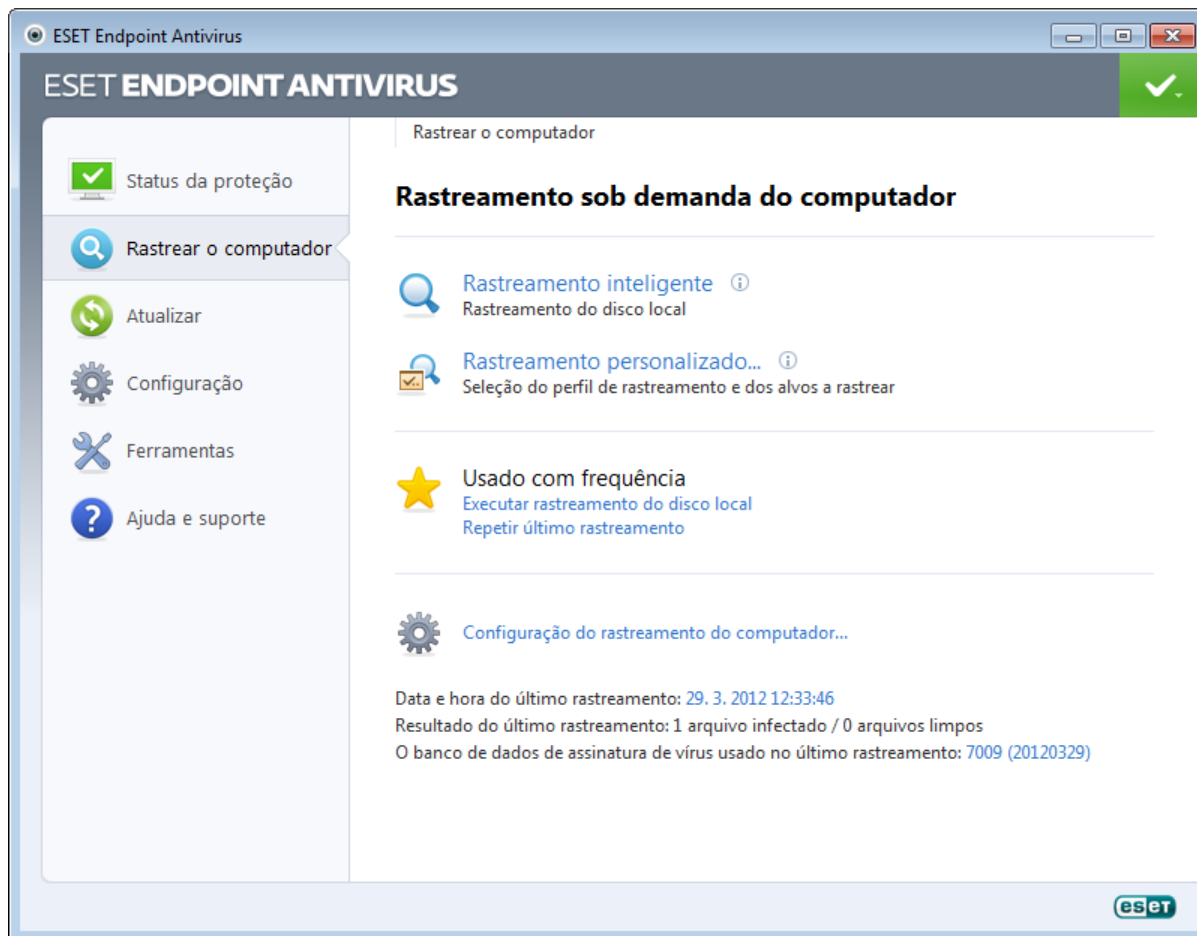 ESET Endpoint Antivirus
ESET ENDPOINT ANTIVIRUS
Status da proteção
Rastrear o computador
Atualizar
Configuração
Ferramentas
Ajuda e suporte
Rastrear o computador
Rastreamento sob demanda do computador
Rastreamento inteligente
Rastreamento do disco local
Rastreamento personalizado...
Seleção do perfil de rastreamento e dos alvos a rastrear
Usado com frequência
Executar rastreamento do disco local
Repetir último rastreamento
Configuração do rastreamento do computador...
Data e hora do último rastreamento: 29. 3. 2012 12:33:46
Resultado do último rastreamento: 1 arquivo infectado / 0 arquivos limpos
O banco de dados de assinatura de vírus usado no último rastreamento: 7009 (20120329)
eset